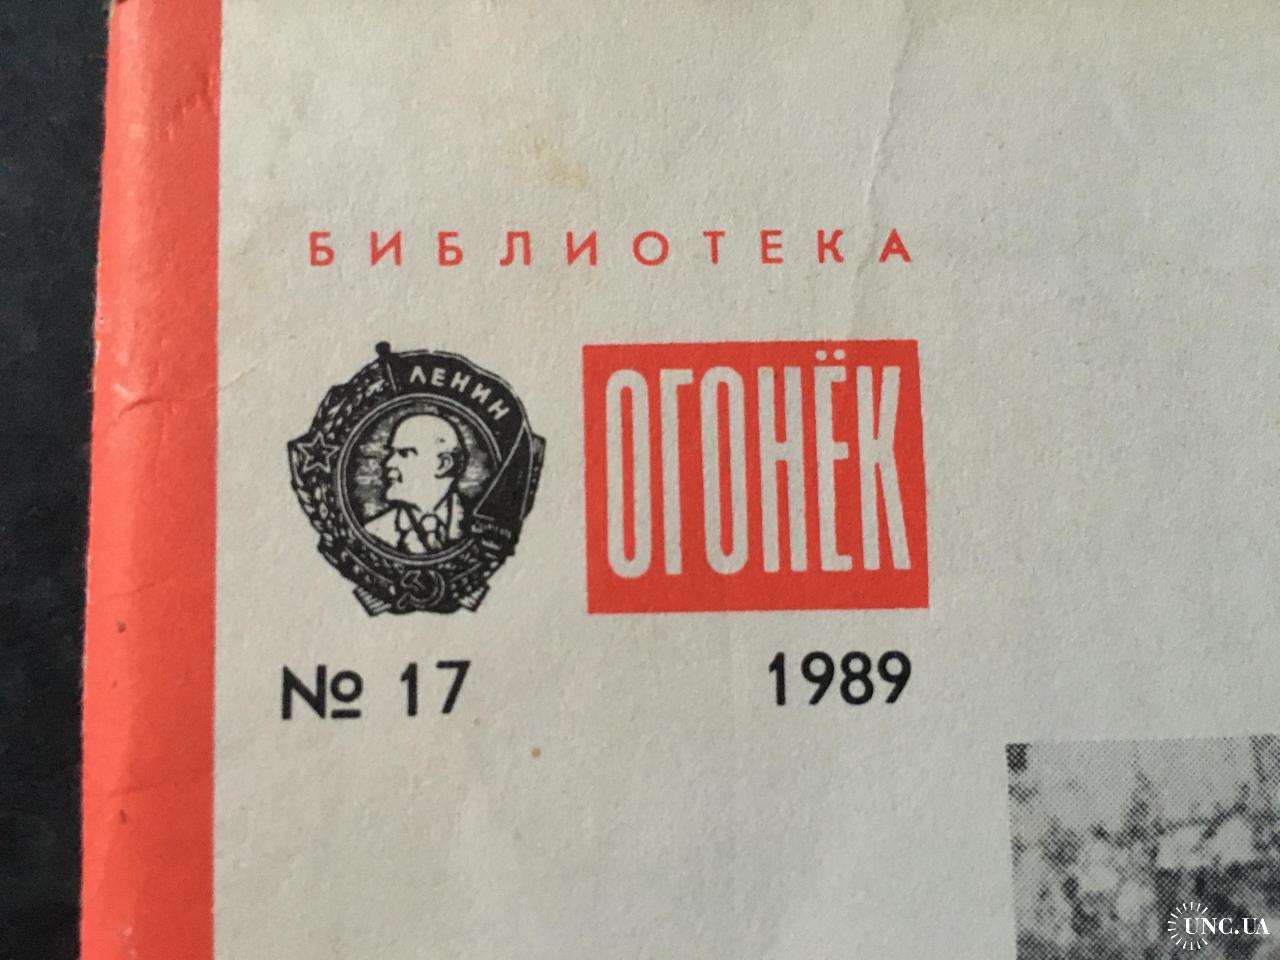 БИБЛИОТЕКА
ЛЕНИН
ОГОНЁК
№ 17
1989
UNC.UA